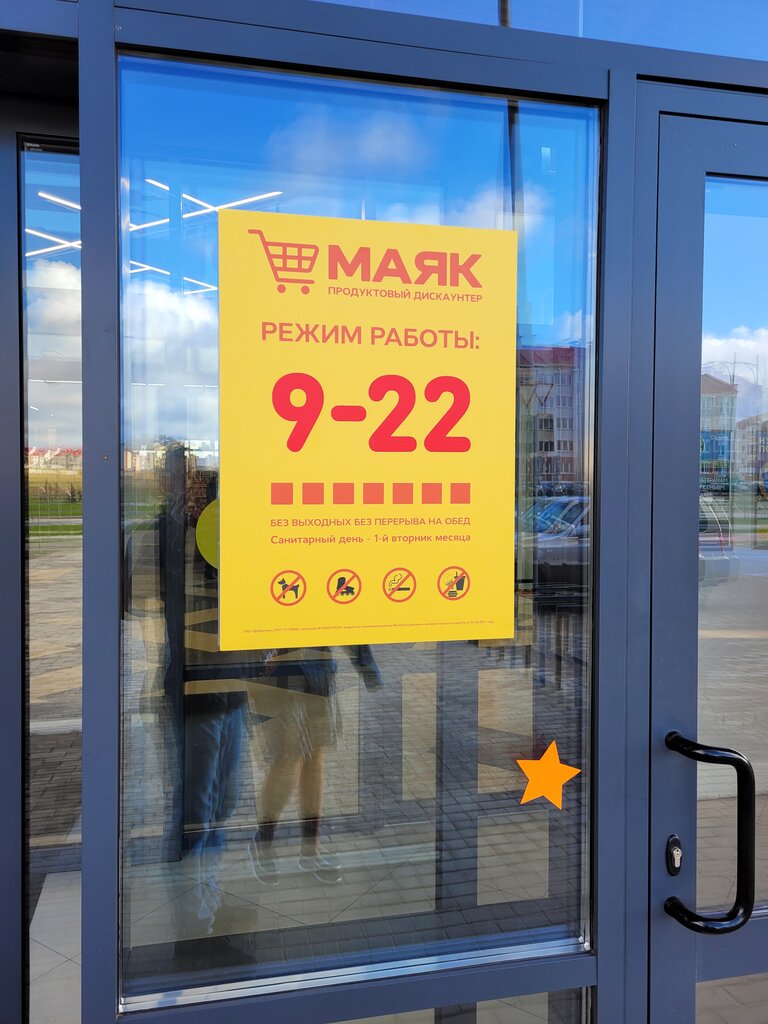 МАЯК
ПРОДУКТОВЫЙ ДИСКАУНТЕР
РЕЖИМ РАБОТЫ:
9-22
БЕЗ ВЫХОДНЫХ БЕЗ ПЕРЕРЫВА НА ОБЕД
Санитарный день - 1-й вторник месяца